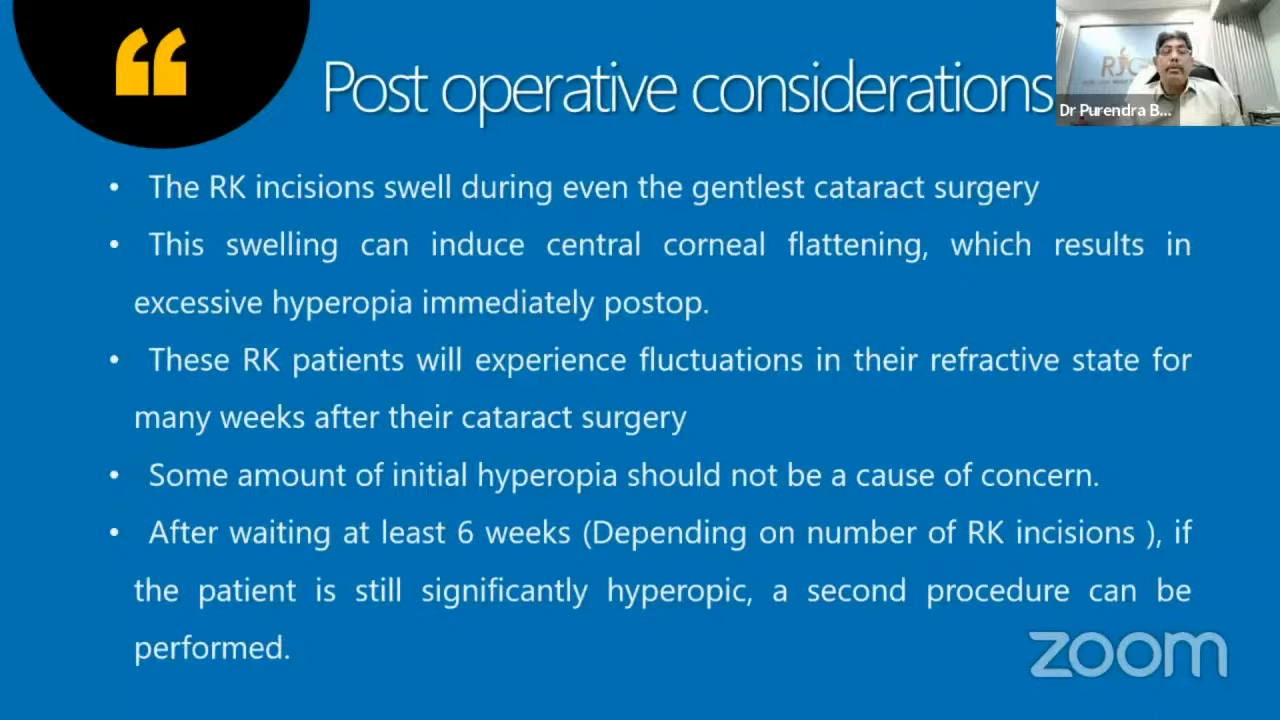 Post operative considerations
RJC
Dr Purendra B...
• The RK incisions swell during even the gentlest cataract surgery
• This swelling can induce central corneal flattening, which results in
excessive hyperopia immediately postop.
• These RK patients will experience fluctuations in their refractive state for
many weeks after their cataract surgery
• Some amount of initial hyperopia should not be a cause of concern.
• After waiting at least 6 weeks (Depending on number of RK incisions ), if
the patient is still significantly hyperopic, a second procedure can be
performed.
zoom